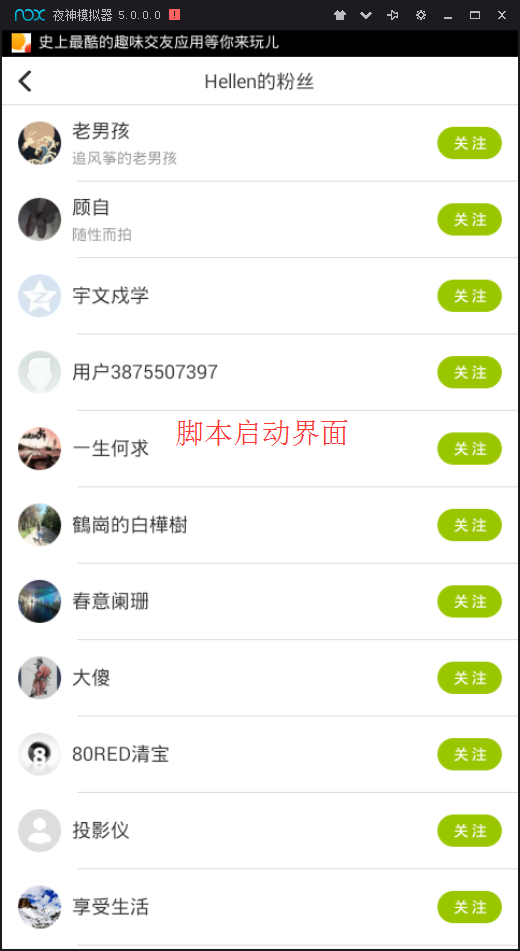 nox 夜神模拟器 5.0.0.0
史上最酷的趣味交友应用等你来玩儿
Hellen的粉丝
老男孩
追风筝的老男孩
关注
顾自
随性而拍
关注
宇文戍学
关注
用户3875507397
关注
脚本启动界面
一生何求
关注
鶴崗的白樺樹
关注
春意阑珊
关注
大傻
关注
80RED清宝
关注
投影仪
关注
享受生活
关注